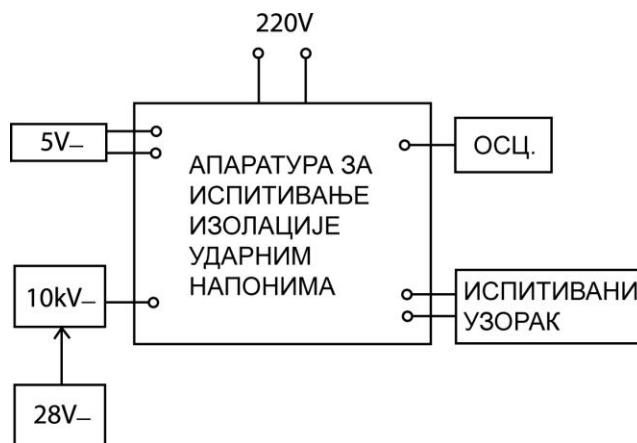 220V
5V–
АПАРАТУРА ЗА
ИСПИТИВАЊЕ
ИЗОЛАЦИЈЕ
УДАРНИМ
НАПОНИМА
ОСЦ.
10kV–
ИСПИТИВАНИ
УЗОРАК
28V–